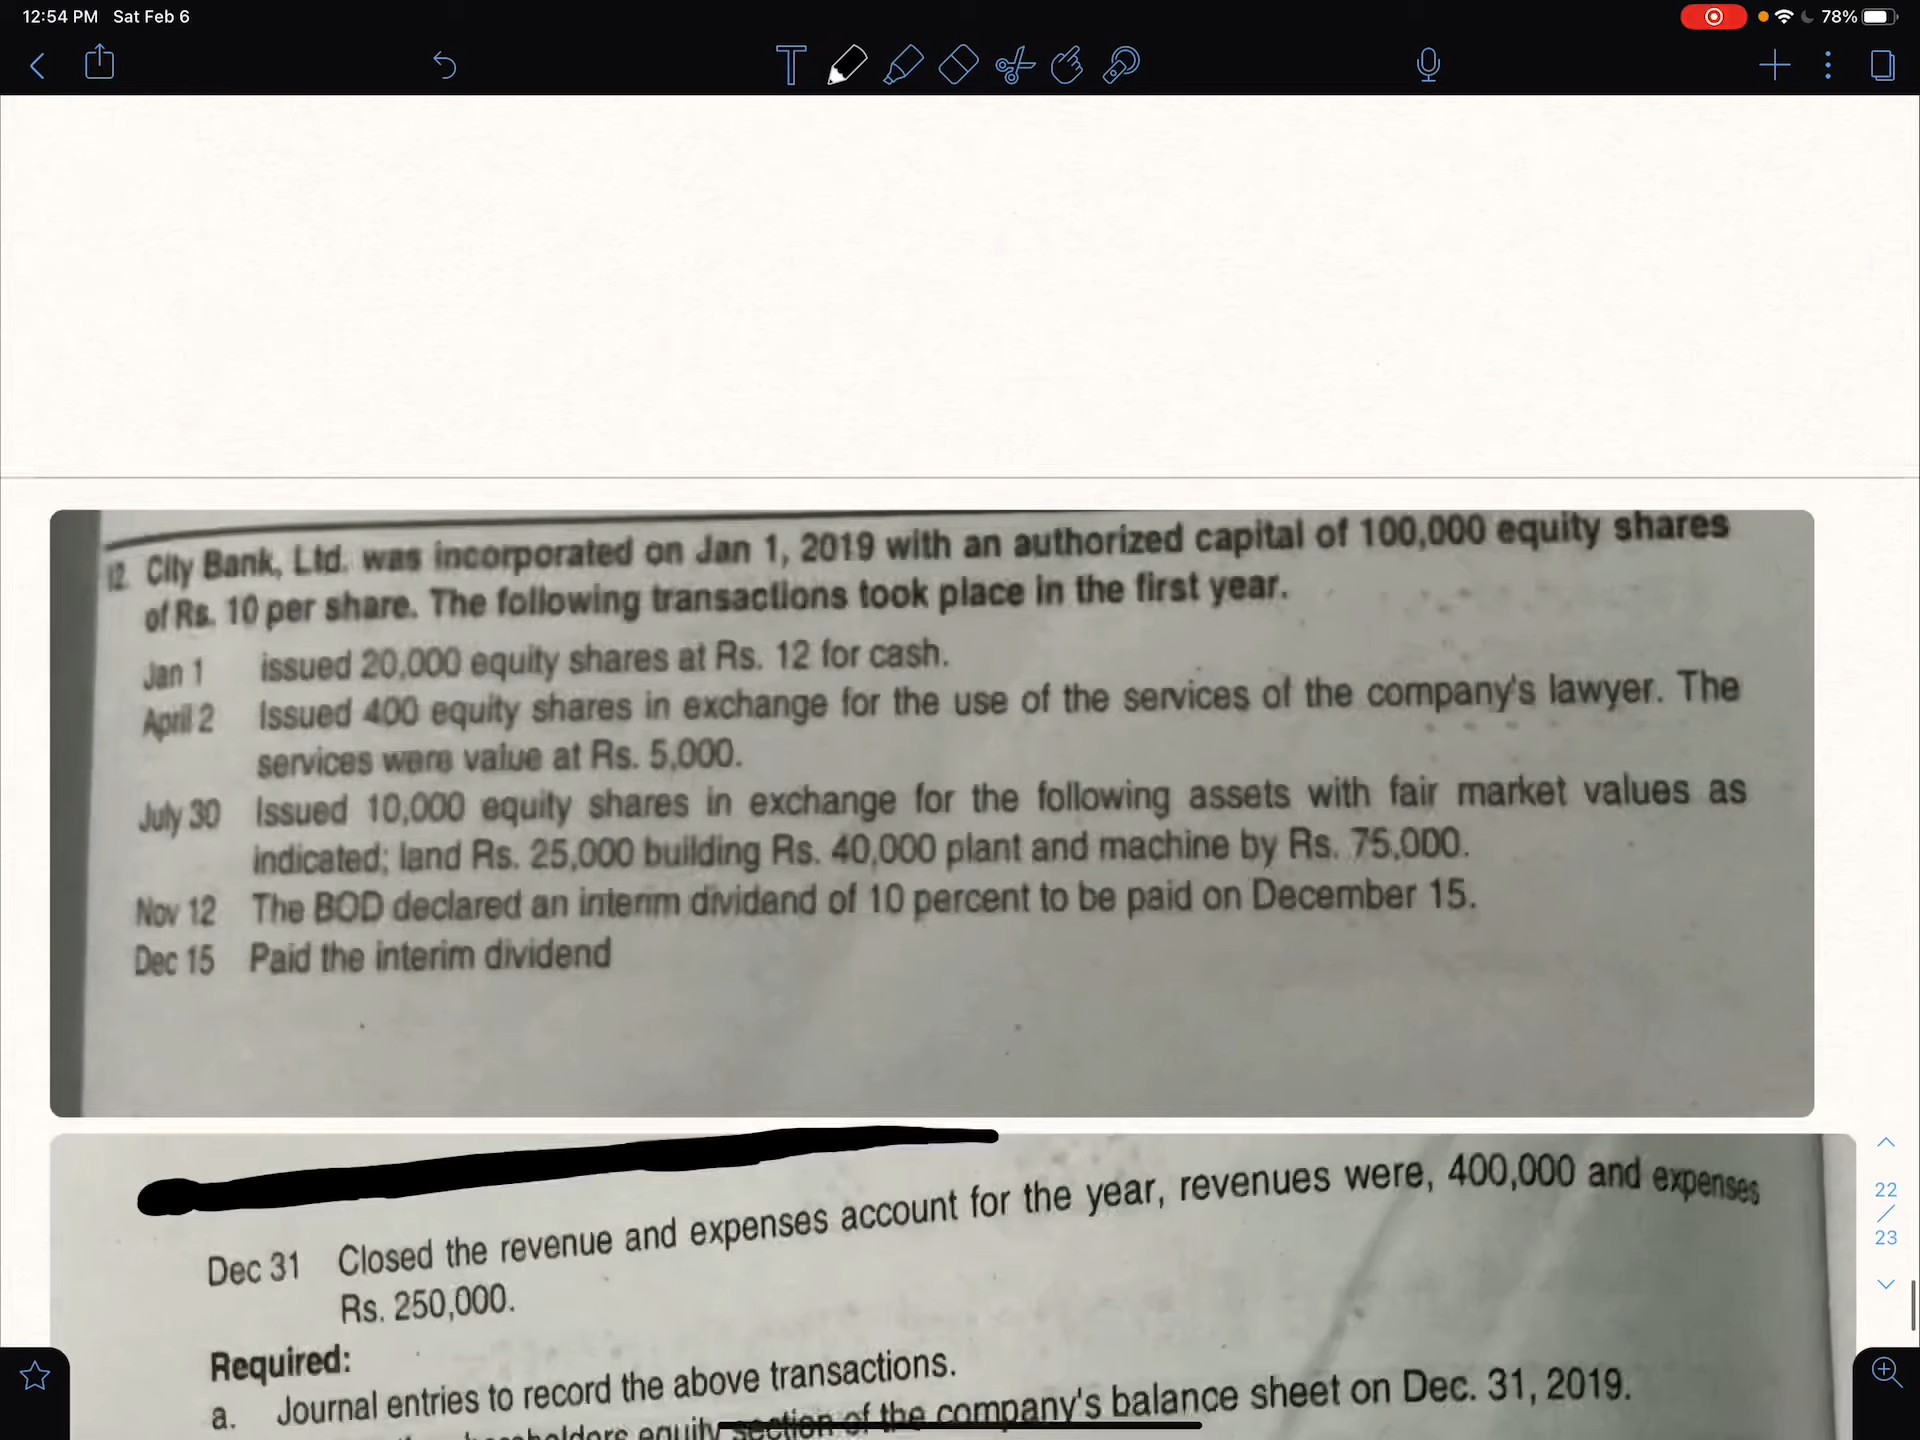 12:54 PM Sat Feb 6
78%
12. City Bank, Ltd. was incorporated on Jan 1, 2019 with an authorized capital of 100,000 equity shares
of Rs. 10 per share. The following transactions took place in the first year.
Jan 1 issued 20,000 equity shares at Rs. 12 for cash.
April 2 Issued 400 equity shares in exchange for the use of the services of the company's lawyer. The
services were value at Rs. 5,000.
July 30 Issued 10,000 equity shares in exchange for the following assets with fair market values as
indicated; land Rs. 25,000 building Rs. 40,000 plant and machine by Rs. 75,000.
Nov 12 The BOD declared an interim dividend of 10 percent to be paid on December 15.
Dec 15 Paid the interim dividend
Dec 31 Closed the revenue and expenses account for the year, revenues were, 400,000 and expenses
Rs. 250,000.
Required:
a. Journal entries to record the above transactions.
equity section of the company's balance sheet on Dec. 31, 2019.
22
/
23